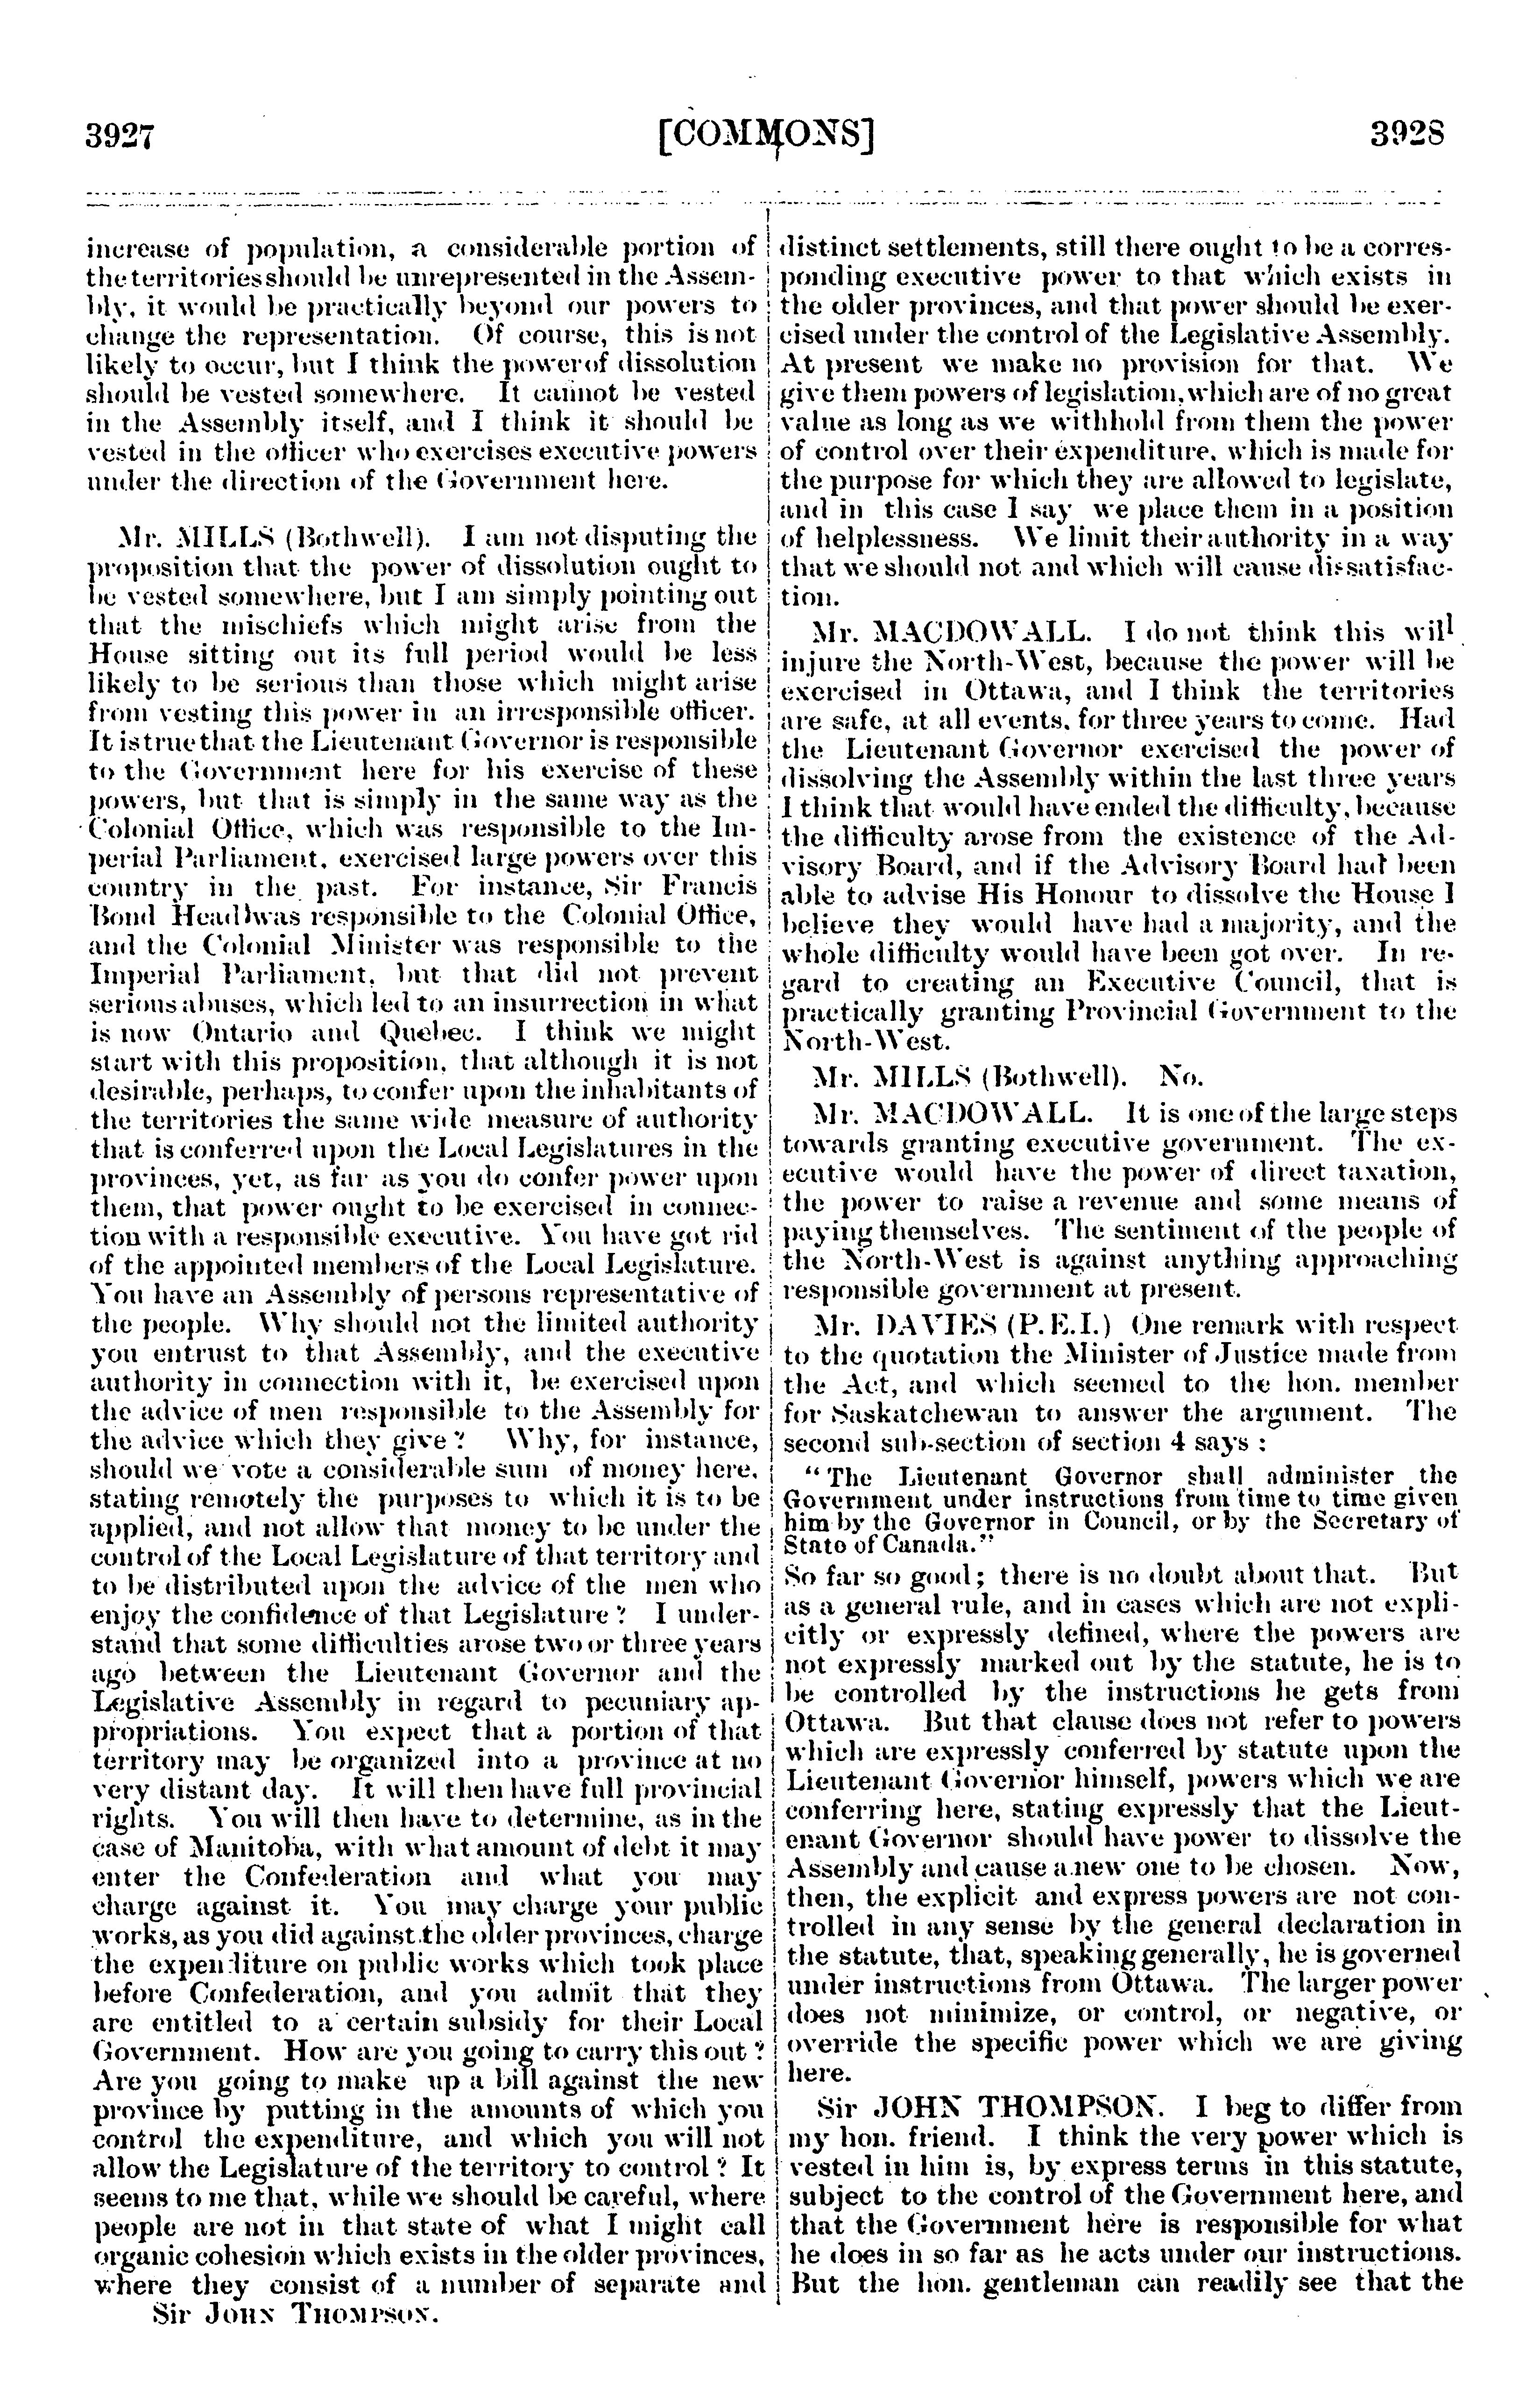 3927 [COMMONS] 3928
increase of population, a considerable portion of
the territories should be unrepresented in the Assem-
bly, it would be practically beyond our powers to
change the representation. Of course, this is not
likely to occur, but I think the power of dissolution
should be vested somewhere. It cannot be vested
in the Assembly itself, and I think it should be
vested in the officer who exercises executive powers
under the direction of the Government here.
Mr. MILLS (Bothwell). I am not disputing the
proposition that the power of dissolution ought to
be vested somewhere, but I am simply pointing out
that the mischiefs which might arise from the
House sitting out its full period would be less
likely to be serious than those which might arise
from vesting this power in an irresponsible officer.
It is true that the Lieutenant Governor is responsible
to the Government here for his exercise of these
powers, but that is simply in the same way as the
Colonial Office, which was responsible to the Im-
perial Parliament, exercised large powers over this
country in the past. For instance, Sir Francis
Bond Head was responsible to the Colonial Office,
and the Colonial Minister was responsible to the
Imperial Parliament, but that did not prevent
serious abuses, which led to an insurrection in what
is now Ontario and Quebec. I think we might
start with this proposition, that although it is not
desirable, perhaps, to confer upon the inhabitants of
the territories the same wide measure of authority
that is conferred upon the Local Legislatures in the
provinces, yet, as far as you do confer power upon
them, that power ought to be exercised in connec-
tion with a responsible executive. You have got rid
of the appointed members of the Local Legislature.
You have an Assembly of persons representative of
the people. Why should not the limited authority
you entrust to that Assembly, and the executive
authority in connection with it, be exercised upon
the advice of men responsible to the Assembly for
the advice which they give? Why, for instance,
should we vote a considerable sum of money here,
stating remotely the purposes to which it is to be
applied, and not allow that money to be under the
control of the Local Legislature of that territory and
to be distributed upon the advice of the men who
enjoy the confidence of that Legislature? I under-
stand that some difficulties arose two or three years
ago between the Lieutenant Governor and the
Legislative Assembly in regard to pecuniary ap-
propriations. You expect that a portion of that
territory may be organized into a province at no
very distant day. It will then have full provincial
rights. You will then have to determine, as in the
case of Manitoba, with what amount of debt it may
enter the Confederation and what you may
charge against it. You may charge your public
works, as you did against the older provinces, charge
the expenditure on public works which took place
before Confederation, and you admit that they
are entitled to a certain subsidy for their Local
Government. How are you going to carry this out?
Are you going to make up a bill against the new
province by putting in the amounts of which you
control the expenditure, and which you will not
allow the Legislature of the territory to control? It
seems to me that, while we should be careful, where
people are not in that state of what I might call
organic cohesion which exists in the older provinces,
where they consist of a number of separate and
Sir JOHN THOMPSON.
distinct settlements, still there ought to be a corres-
ponding executive power to that which exists in
the older provinces, and that power should be exer-
cised under the control of the Legislative Assembly.
At present we make no provision for that. We
give them powers of legislation, which are of no great
value as long as we withhold from them the power
of control over their expenditure, which is made for
the purpose for which they are allowed to legislate,
and in this case I say we place them in a position
of helplessness. We limit their authority in a way
that we should not and which will cause dissatisfac-
tion.
Mr. MACDOWALL. I do not think this will
injure the North-West, because the power will be
exercised in Ottawa, and I think the territories
are safe, at all events, for three years to come. Had
the Lieutenant Governor exercised the power of
dissolving the Assembly within the last three years
I think that would have ended the difficulty, because
the difficulty arose from the existence of the Ad-
visory Board, and if the Advisory Board had been
able to advise His Honour to dissolve the House I
believe they would have had a majority, and the
whole difficulty would have been got over. In re-
gard to creating an Executive Council, that is
practically granting Provincial Government to the
North-West.
Mr. MILLS (Bothwell). No.
Mr. MACDOWALL. It is one of the large steps
towards granting executive government. The ex-
ecutive would have the power of direct taxation,
the power to raise a revenue and some means of
paying themselves. The sentiment of the people of
the North-West is against anything approaching
responsible government at present.
Mr. DAVIES (P.E.I.) One remark with respect
to the quotation the Minister of Justice made from
the Act, and which seemed to the hon. member
for Saskatchewan to answer the argument. The
second sub-section of section 4 says:
"The Lieutenant Governor shall administer the
Government under instructions from time to time given
him by the Governor in Council, or by the Secretary of
State of Canada."
So far so good; there is no doubt about that. But
as a general rule, and in cases which are not expli-
citly or expressly defined, where the powers are
not expressly marked out by the statute, he is to
be controlled by the instructions he gets from
Ottawa. But that clause does not refer to powers
which are expressly conferred by statute upon the
Lieutenant Governor himself, powers which we are
conferring here, stating expressly that the Lieut-
enant Governor should have power to dissolve the
Assembly and cause a new one to be chosen. Now,
then, the explicit and express powers are not con-
trolled in any sense by the general declaration in
the statute, that, speaking generally, he is governed
under instructions from Ottawa. The larger power
does not minimize, or control, or negative, or
override the specific power which we are giving
here.
Sir JOHN THOMPSON. I beg to differ from
my hon. friend. I think the very power which is
vested in him is, by express terms in this statute,
subject to the control of the Government here, and
that the Government here is responsible for what
he does in so far as he acts under our instructions.
But the hon. gentleman can readily see that the